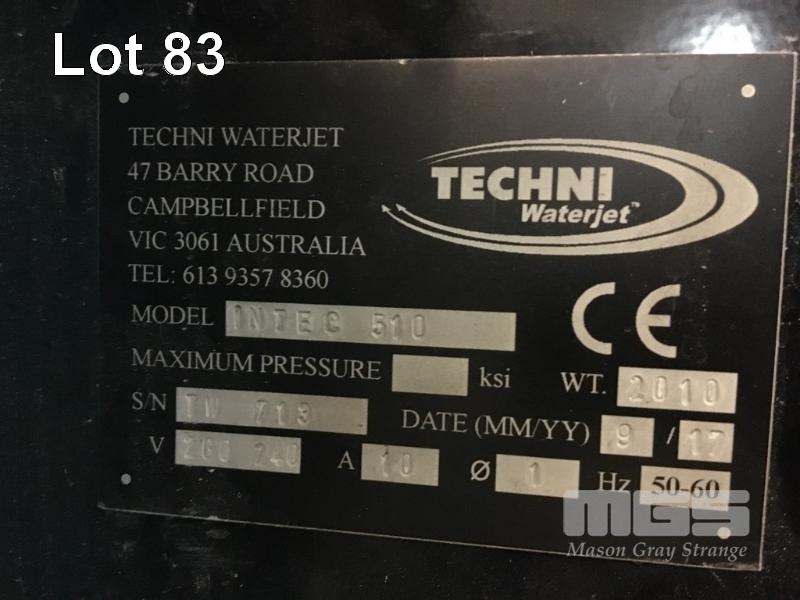 Lot 83
TECHNI WATERJET
47 BARRY ROAD
CAMPBELLFIELD
VIC 3061 AUSTRALIA
TEL: 613 9357 8360
TECHNI
Waterjet™
MODEL INTEC 510
CE
MAXIMUM PRESSURE ksi WT. 2010
S/N TW 713 DATE (MM/YY) 9 / 17
V 200 240 A 10 Ø 1 Hz 50-60
MGS
Mason Gray Strange